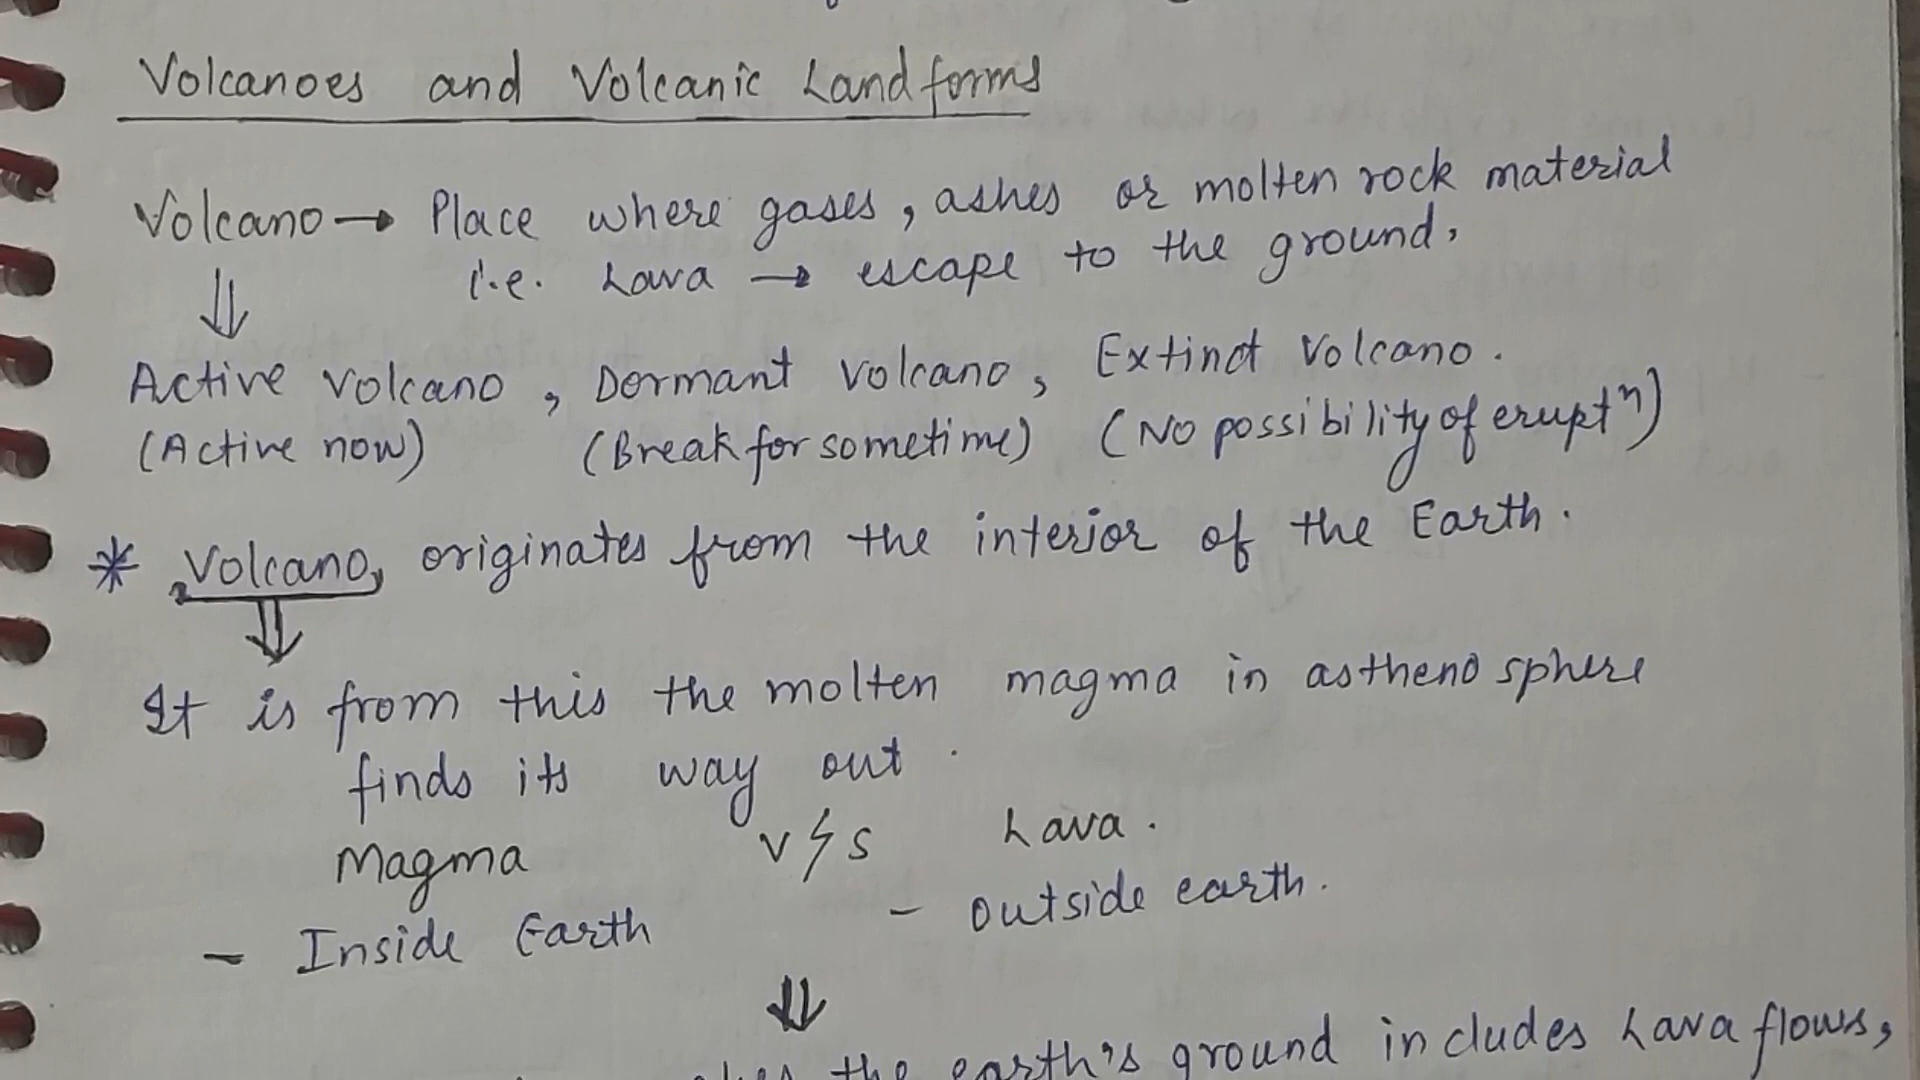 Volcanoes and Volcanic Landforms
Volcano → Place where gases, ashes or molten rock material
i.e. Lava → escape to the ground.
⇓
Active volcano, Dormant volcano, Extinct Volcano.
(Active now) (Break for sometime) (No possibility of eruptⁿ)
* Volcano, originates from the interior of the Earth.
⇓
It is from this the molten magma in asthenosphere
finds its way out.
Magma v/s Lava.
- Inside Earth - outside earth.
⇓
the earth's ground includes Lava flows,